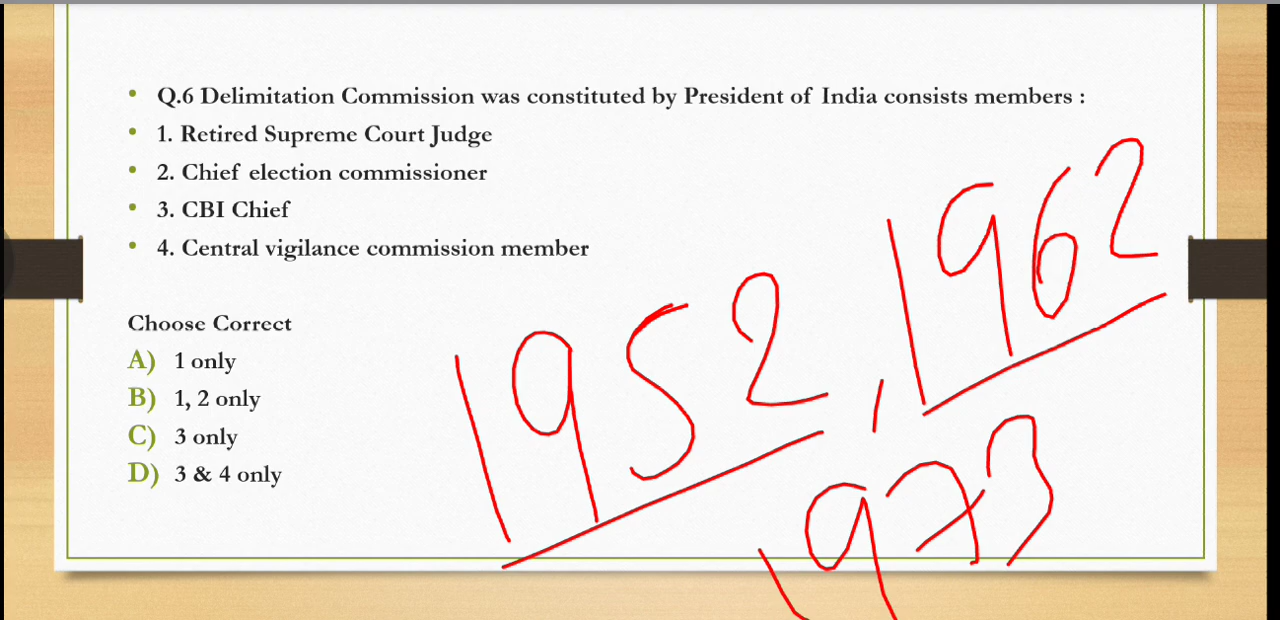 • Q.6 Delimitation Commission was constituted by President of India consists members :
• 1. Retired Supreme Court Judge
• 2. Chief election commissioner
• 3. CBI Chief
• 4. Central vigilance commission member
Choose Correct
A) 1 only
B) 1, 2 only
C) 3 only
D) 3 & 4 only
1952, 1962
1973